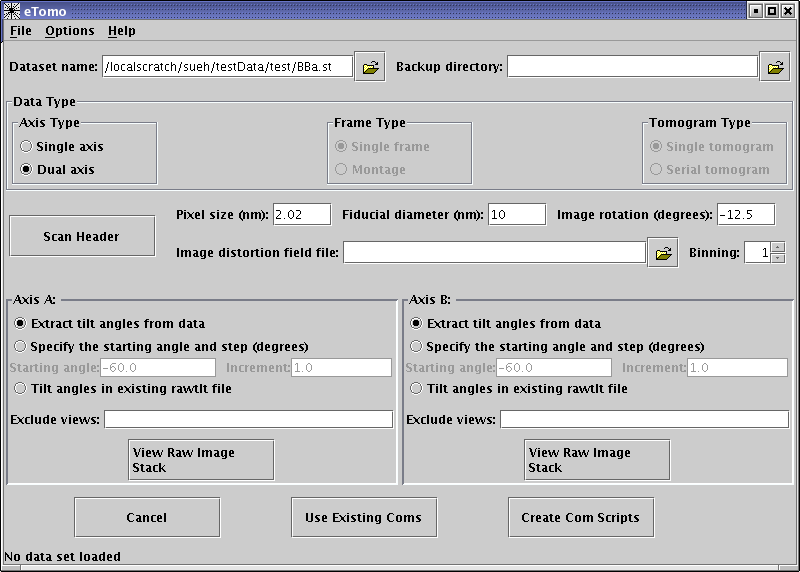 eTomo
File Options Help
Dataset name: /localscratch/sueh/testData/test/BBa.st Backup directory:
Data Type
Axis Type Frame Type Tomogram Type
Single axis Single frame Single tomogram
Dual axis Montage Serial tomogram
Scan Header
Pixel size (nm): 2.02 Fiducial diameter (nm): 10 Image rotation (degrees): -12.5
Image distortion field file: Binning: 1
Axis A:
Extract tilt angles from data
Specify the starting angle and step (degrees)
Starting angle: -60.0 Increment: 1.0
Tilt angles in existing rawtlt file
Exclude views:
View Raw Image
Stack
Axis B:
Extract tilt angles from data
Specify the starting angle and step (degrees)
Starting angle: -60.0 Increment: 1.0
Tilt angles in existing rawtlt file
Exclude views:
View Raw Image
Stack
Cancel Use Existing Coms Create Com Scripts
No data set loaded